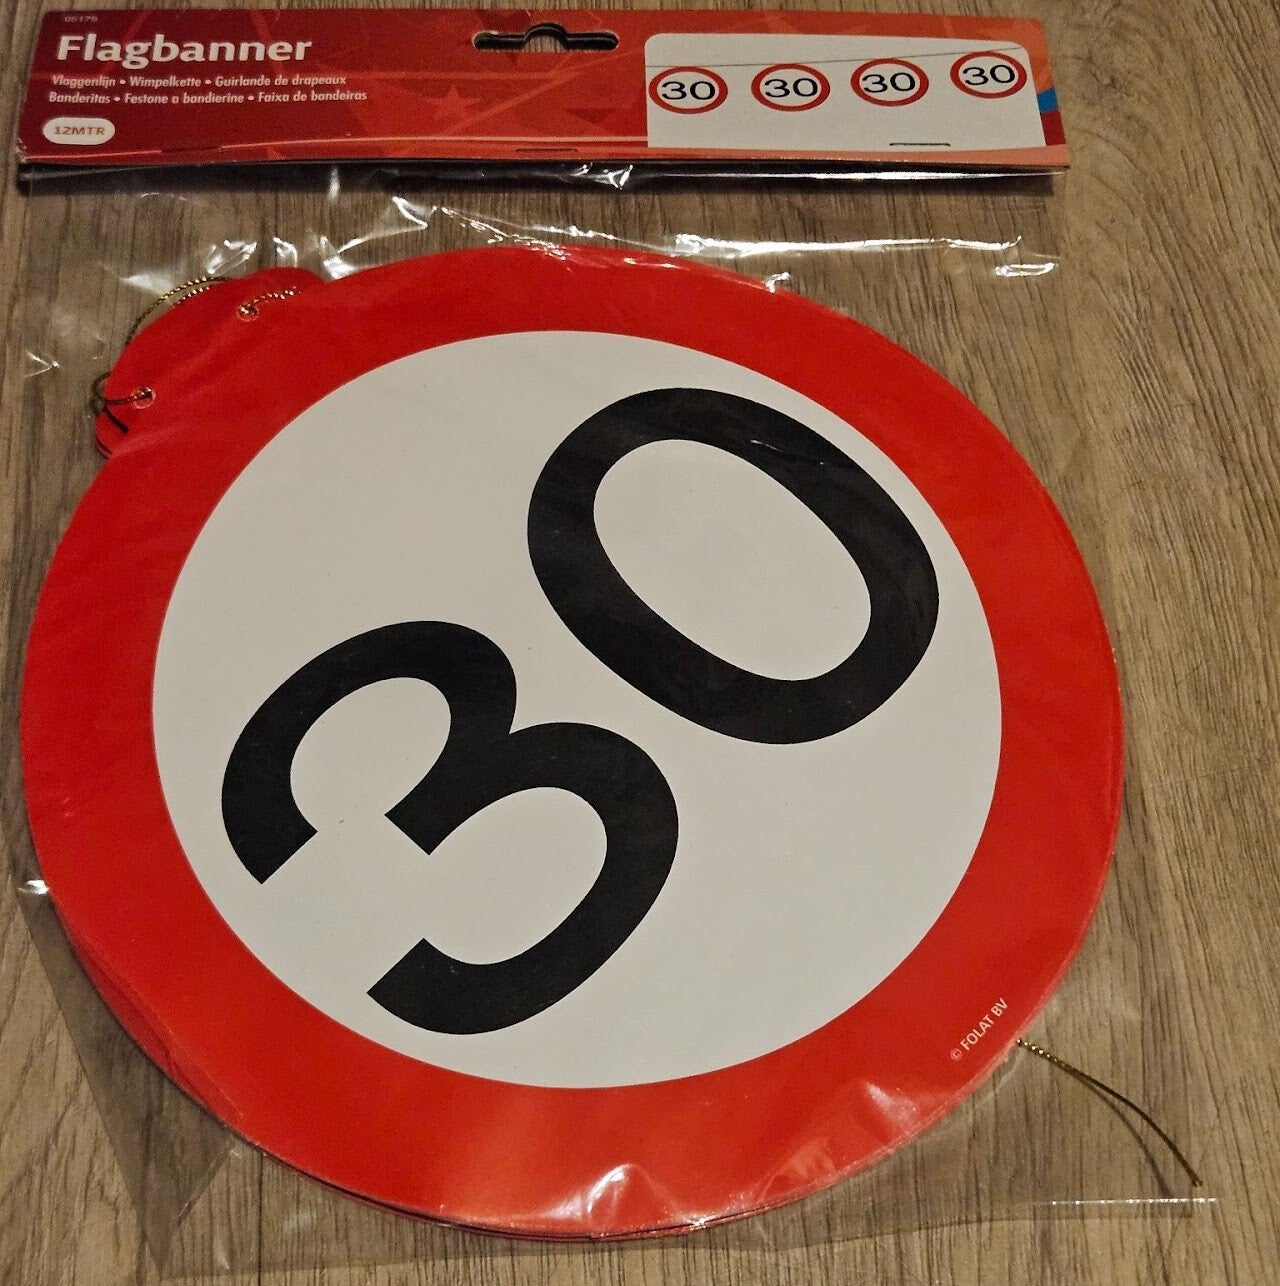 05179
Flagbanner
Vlaggenlijn • Wimpelkette • Guirlande de drapeaux
Banderitas • Festone a bandierine • Faixa de bandeiras
12MTR
30 30 30 30
30
© FOLAT BV